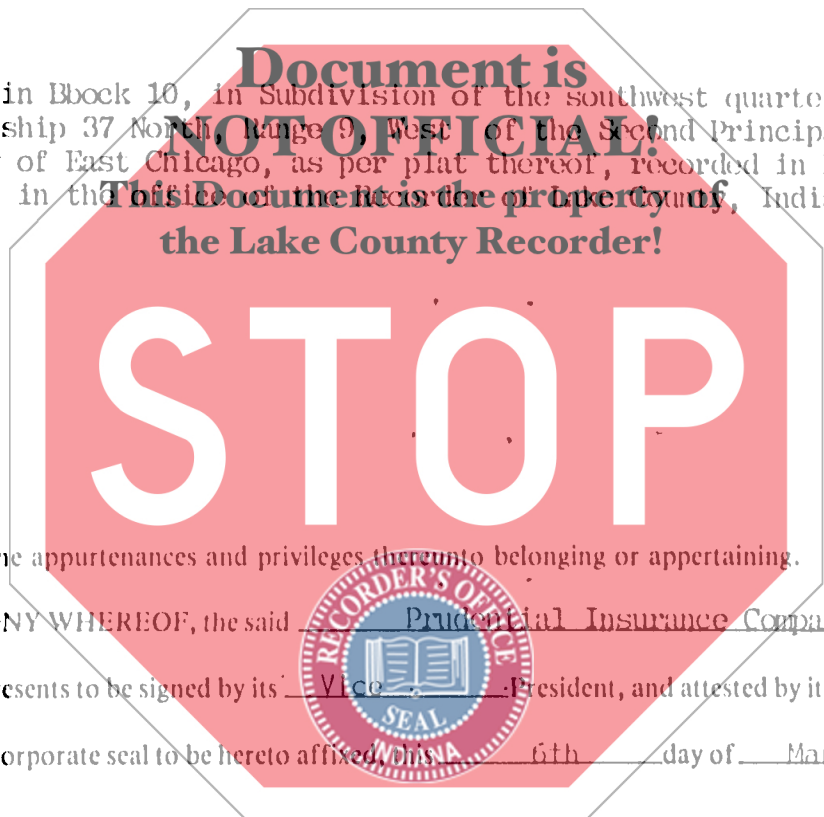 Document is
in Bbock 10, in Subdivision of the southwest quarte
NOT OFFICIAL!
ship 37 North, Range 9, West of the Second Princip
of East Chicago, as per plat thereof, recorded in
This Document is the property of
in the office of the Recorder of Lake County, Indi
the Lake County Recorder!
STOP
ne appurtenances and privileges thereunto belonging or appertaining.
NY WHEREOF, the said Prudential Insurance Compa
esents to be signed by its Vice President, and attested by it
orporate seal to be hereto affixed, this 6th day of Mar
RECORDER'S OFFICE
SEAL
INDIANA